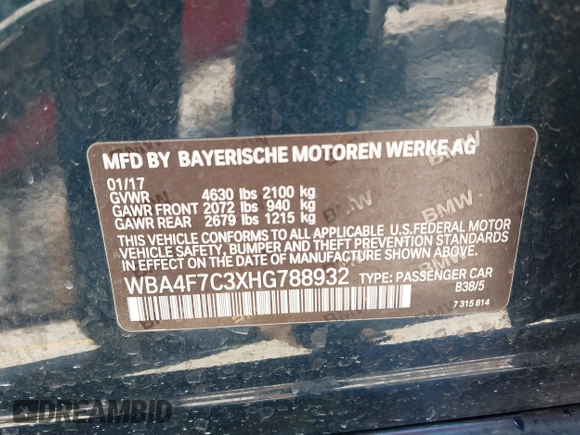 MFD BY BAYERISCHE MOTOREN WERKE AG
01/17
GVWR 4630 lbs 2100 kg
GAWR FRONT 2072 lbs 940 kg
GAWR REAR 2679 lbs 1215 kg
THIS VEHICLE CONFORMS TO ALL APPLICABLE U.S.FEDERAL MOTOR
VEHICLE SAFETY, BUMPER AND THEFT PREVENTION STANDARDS IN
EFFECT ON THE DATE OF MANUFACTURE SHOWN ABOVE.
WBA4F7C3XHG788932 TYPE: PASSENGER CAR
B38/5
7 315 814
BMW
BMW
BMW
DREAMBID